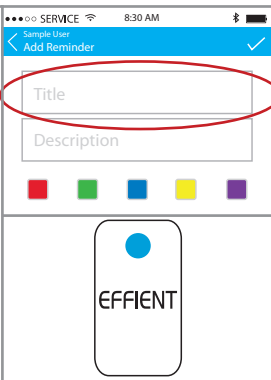 SERVICE 8:30 AM
Sample User
Add Reminder
Title
Description
EFFIENT